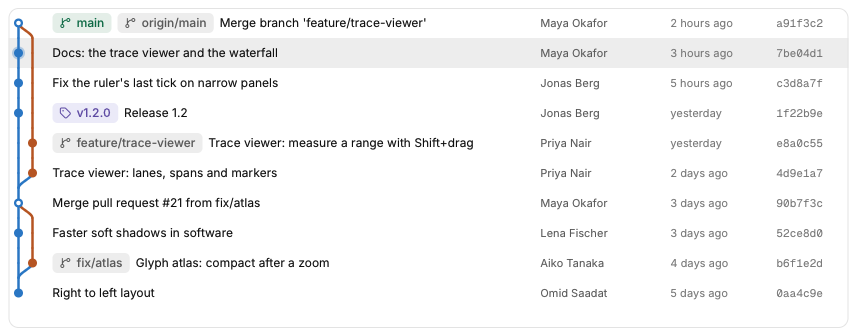 main origin/main Merge branch 'feature/trace-viewer' Maya Okafor 2 hours ago a91f3c2
Docs: the trace viewer and the waterfall Maya Okafor 3 hours ago 7be04d1
Fix the ruler's last tick on narrow panels Jonas Berg 5 hours ago c3d8a7f
v1.2.0 Release 1.2 Jonas Berg yesterday 1f22b9e
feature/trace-viewer Trace viewer: measure a range with Shift+drag Priya Nair yesterday e8a0c55
Trace viewer: lanes, spans and markers Priya Nair 2 days ago 4d9e1a7
Merge pull request #21 from fix/atlas Maya Okafor 3 days ago 90b7f3c
Faster soft shadows in software Lena Fischer 3 days ago 52ce8d0
fix/atlas Glyph atlas: compact after a zoom Aiko Tanaka 4 days ago b6f1e2d
Right to left layout Omid Saadat 5 days ago 0aa4c9e